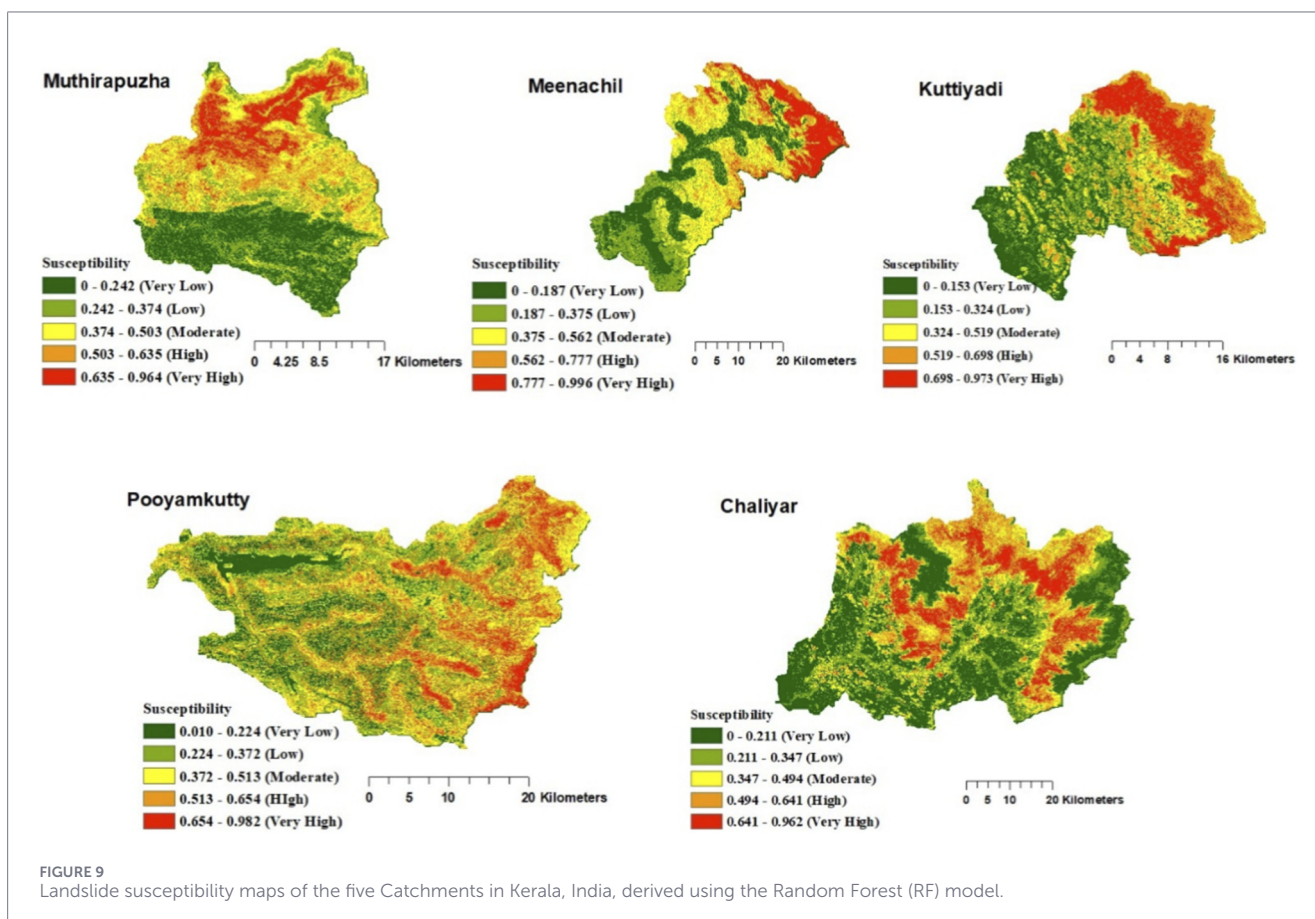 Muthirapuzha
Susceptibility
0 - 0.242 (Very Low)
0.242 - 0.374 (Low)
0.374 - 0.503 (Moderate)
0.503 - 0.635 (High)
0.635 - 0.964 (Very High)
0 4.25 8.5 17 Kilometers
Meenachil
Susceptibility
0 - 0.187 (Very Low)
0.187 - 0.375 (Low)
0.375 - 0.562 (Moderate)
0.562 - 0.777 (High)
0.777 - 0.996 (Very High)
0 5 10 20 Kilometers
Kuttiyadi
Susceptibility
0 - 0.153 (Very Low)
0.153 - 0.324 (Low)
0.324 - 0.519 (Moderate)
0.519 - 0.698 (High)
0.698 - 0.973 (Very High)
0 4 8 16 Kilometers
Pooyamkutty
Susceptibility
0.010 - 0.224 (Very Low)
0.224 - 0.372 (Low)
0.372 - 0.513 (Moderate)
0.513 - 0.654 (HIgh)
0.654 - 0.982 (Very High)
0 5 10 20 Kilometers
Chaliyar
Susceptibility
0 - 0.211 (Very Low)
0.211 - 0.347 (Low)
0.347 - 0.494 (Moderate)
0.494 - 0.641 (High)
0.641 - 0.962 (Very High)
0 5 10 20 Kilometers
FIGURE 9
Landslide susceptibility maps of the five Catchments in Kerala, India, derived using the Random Forest (RF) model.